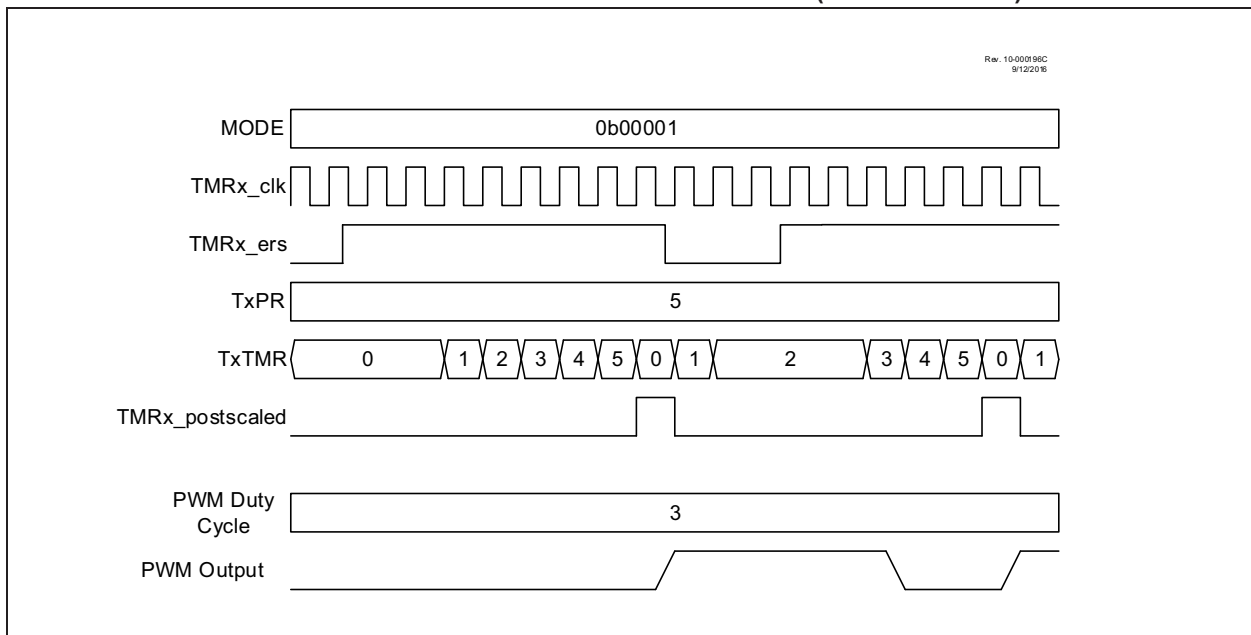 Rev. 10-000196C
9/12/2016
MODE 0b00001
TMRx_clk
TMRx_ers
TxPR 5
TxTMR 0 1 2 3 4 5 0 1 2 3 4 5 0 1
TMRx_postscaled
PWM Duty
Cycle
3
PWM Output